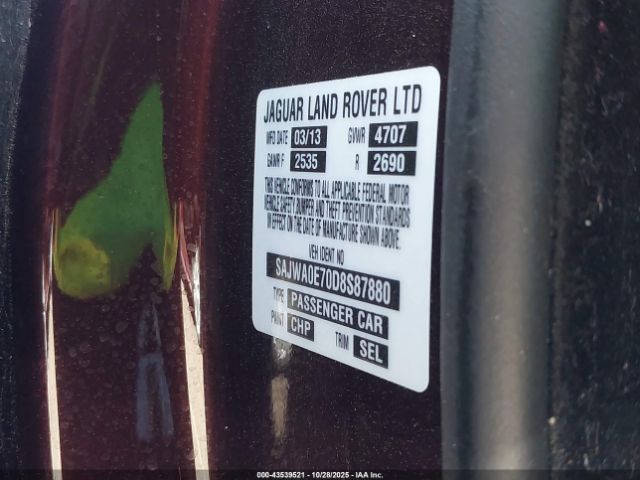 JAGUAR LAND ROVER LTD
MFD DATE 03/13 GVWR 4707
GAWR F 2535 R 2690
THIS VEHICLE CONFORMS TO ALL APPLICABLE FEDERAL MOTOR
VEHICLE SAFETY BUMPER AND THEFT PREVENTION STANDARDS
IN EFFECT ON THE DATE OF MANUFACTURE SHOWN ABOVE.
VEH IDENT NO
SAJWA0E70D8S87880
TYPE PASSENGER CAR
PAINT CHP TRIM SEL
000-43539521 | 10/28/2025 | IAA Inc.